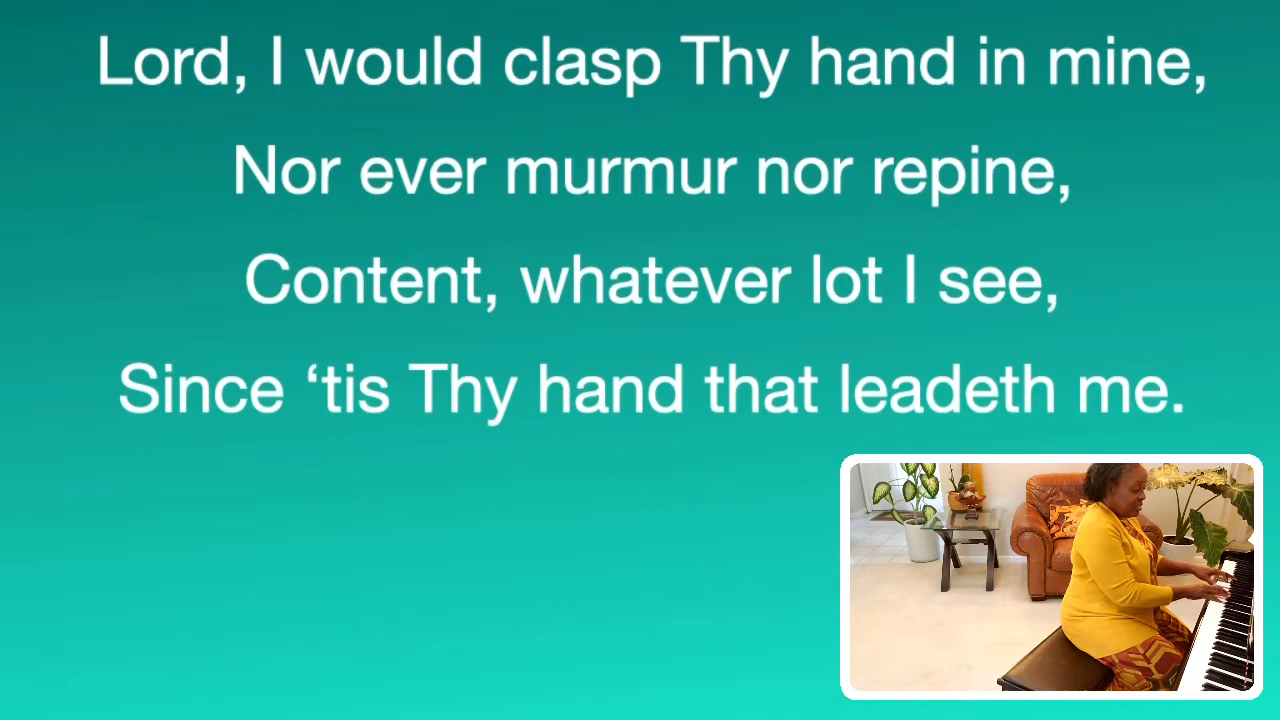 Lord, I would clasp Thy hand in mine,
Nor ever murmur nor repine,
Content, whatever lot I see,
Since ‘tis Thy hand that leadeth me.